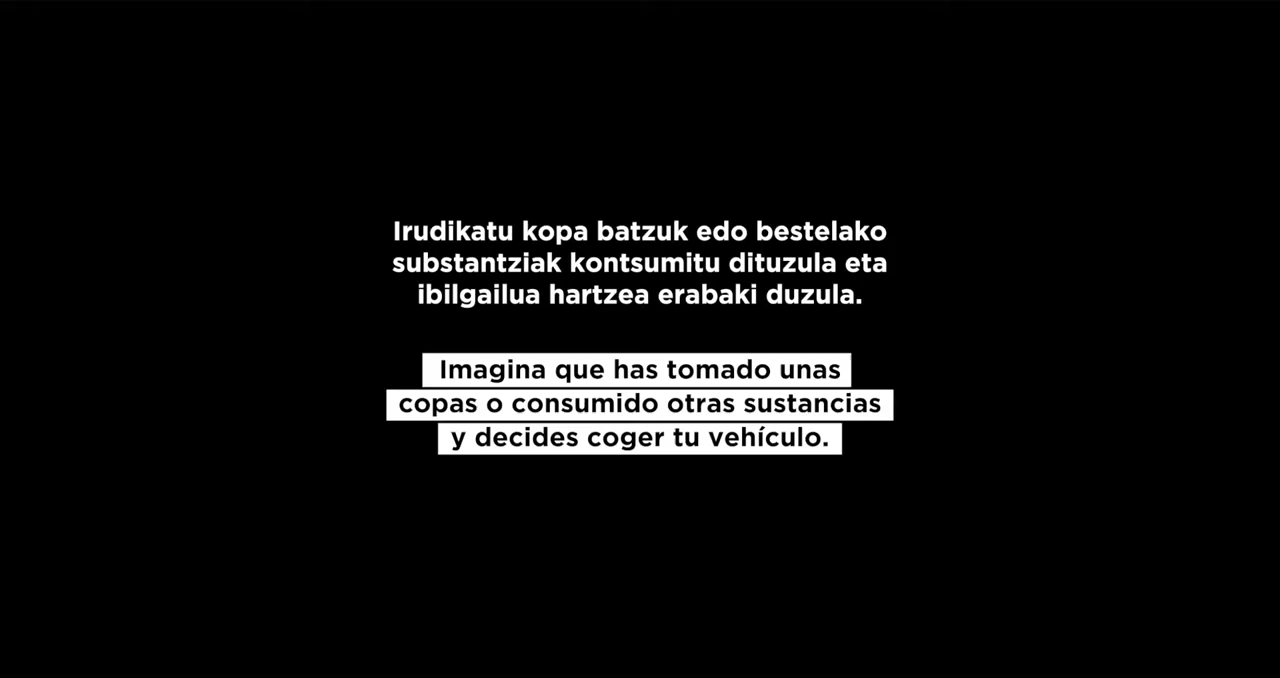 Irudikatu kopa batzuk edo bestelako
substantziak kontsumitu dituzula eta
ibilgailua hartzea erabaki duzula.
Imagina que has tomado unas
copas o consumido otras sustancias
y decides coger tu vehículo.